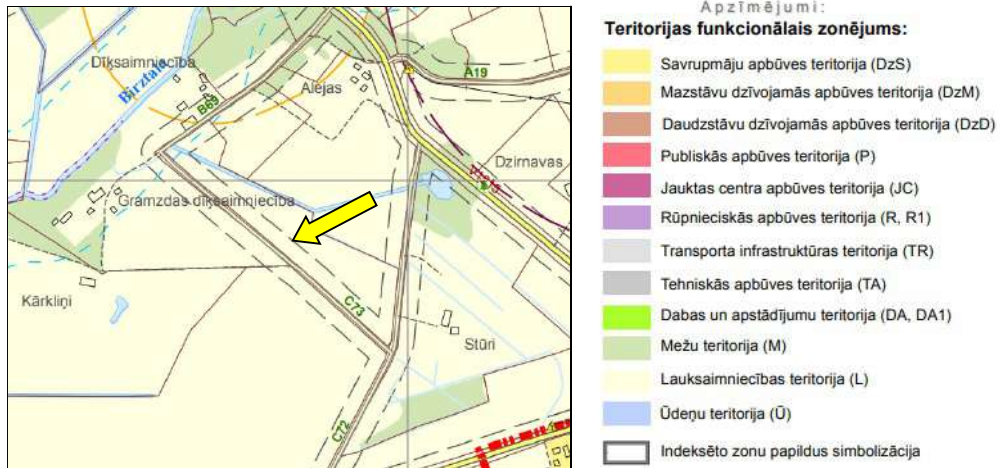 Dīksaimniecība
Birztala
B69
Alejas
A19
Dzirnavas
V1213
Gramzdas dīķsaimniecība
Kārkliņi
C73
Stūri
C72
Apzīmējumi:
Teritorijas funkcionālais zonējums:
Savrupmāju apbūves teritorija (DzS)
Mazstāvu dzīvojamās apbūves teritorija (DzM)
Daudzstāvu dzīvojamās apbūves teritorija (DzD)
Publiskās apbūves teritorija (P)
Jauktas centra apbūves teritorija (JC)
Rūpnieciskās apbūves teritorija (R, R1)
Transporta infrastruktūras teritorija (TR)
Tehniskās apbūves teritorija (TA)
Dabas un apstādījumu teritorija (DA, DA1)
Mežu teritorija (M)
Lauksaimniecības teritorija (L)
Ūdeņu teritorija (Ū)
Indeksēto zonu papildus simbolizācija